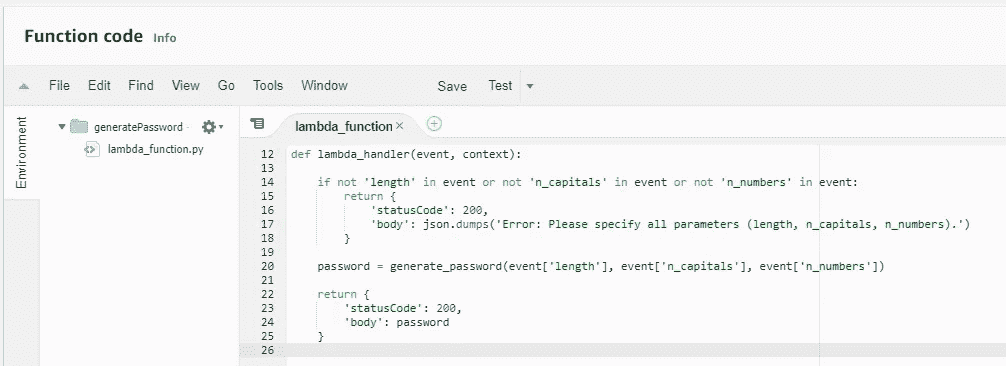 Function code Info
File Edit Find View Go Tools Window Save Test
Environment
generatePassword
lambda_function.py
lambda_function
12 def lambda_handler(event, context):
13
14     if not 'length' in event or not 'n_capitals' in event or not 'n_numbers' in event:
15         return {
16             'statusCode': 200,
17             'body': json.dumps('Error: Please specify all parameters (length, n_capitals, n_numbers).')
18         }
19
20     password = generate_password(event['length'], event['n_capitals'], event['n_numbers'])
21
22     return {
23         'statusCode': 200,
24         'body': password
25     }
26